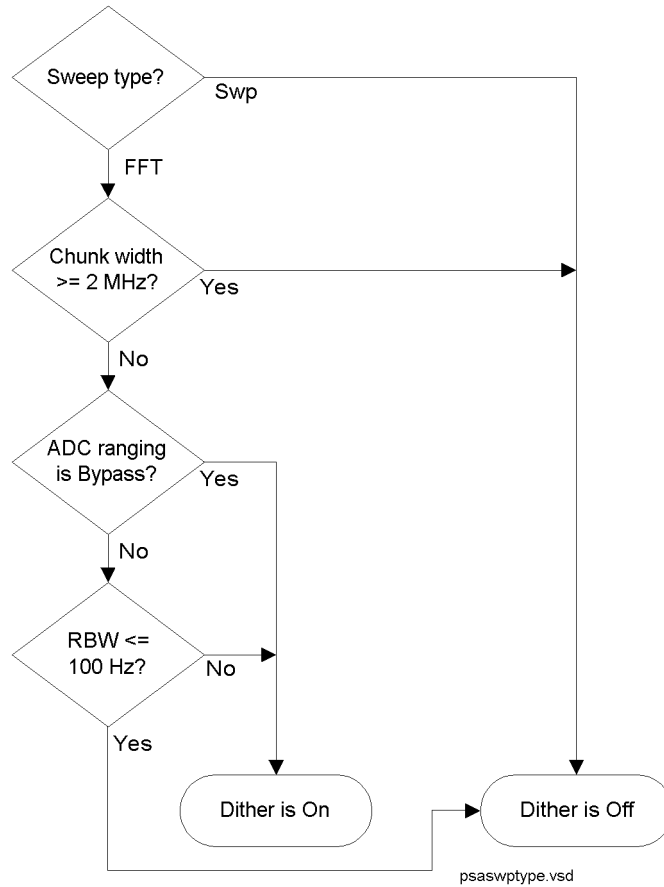 Sweep type?
Swp
FFT
Chunk width
>= 2 MHz?
Yes
No
ADC ranging
is Bypass?
Yes
No
RBW <=
100 Hz?
No
Yes
Dither is On
Dither is Off
psaswptype.vsd